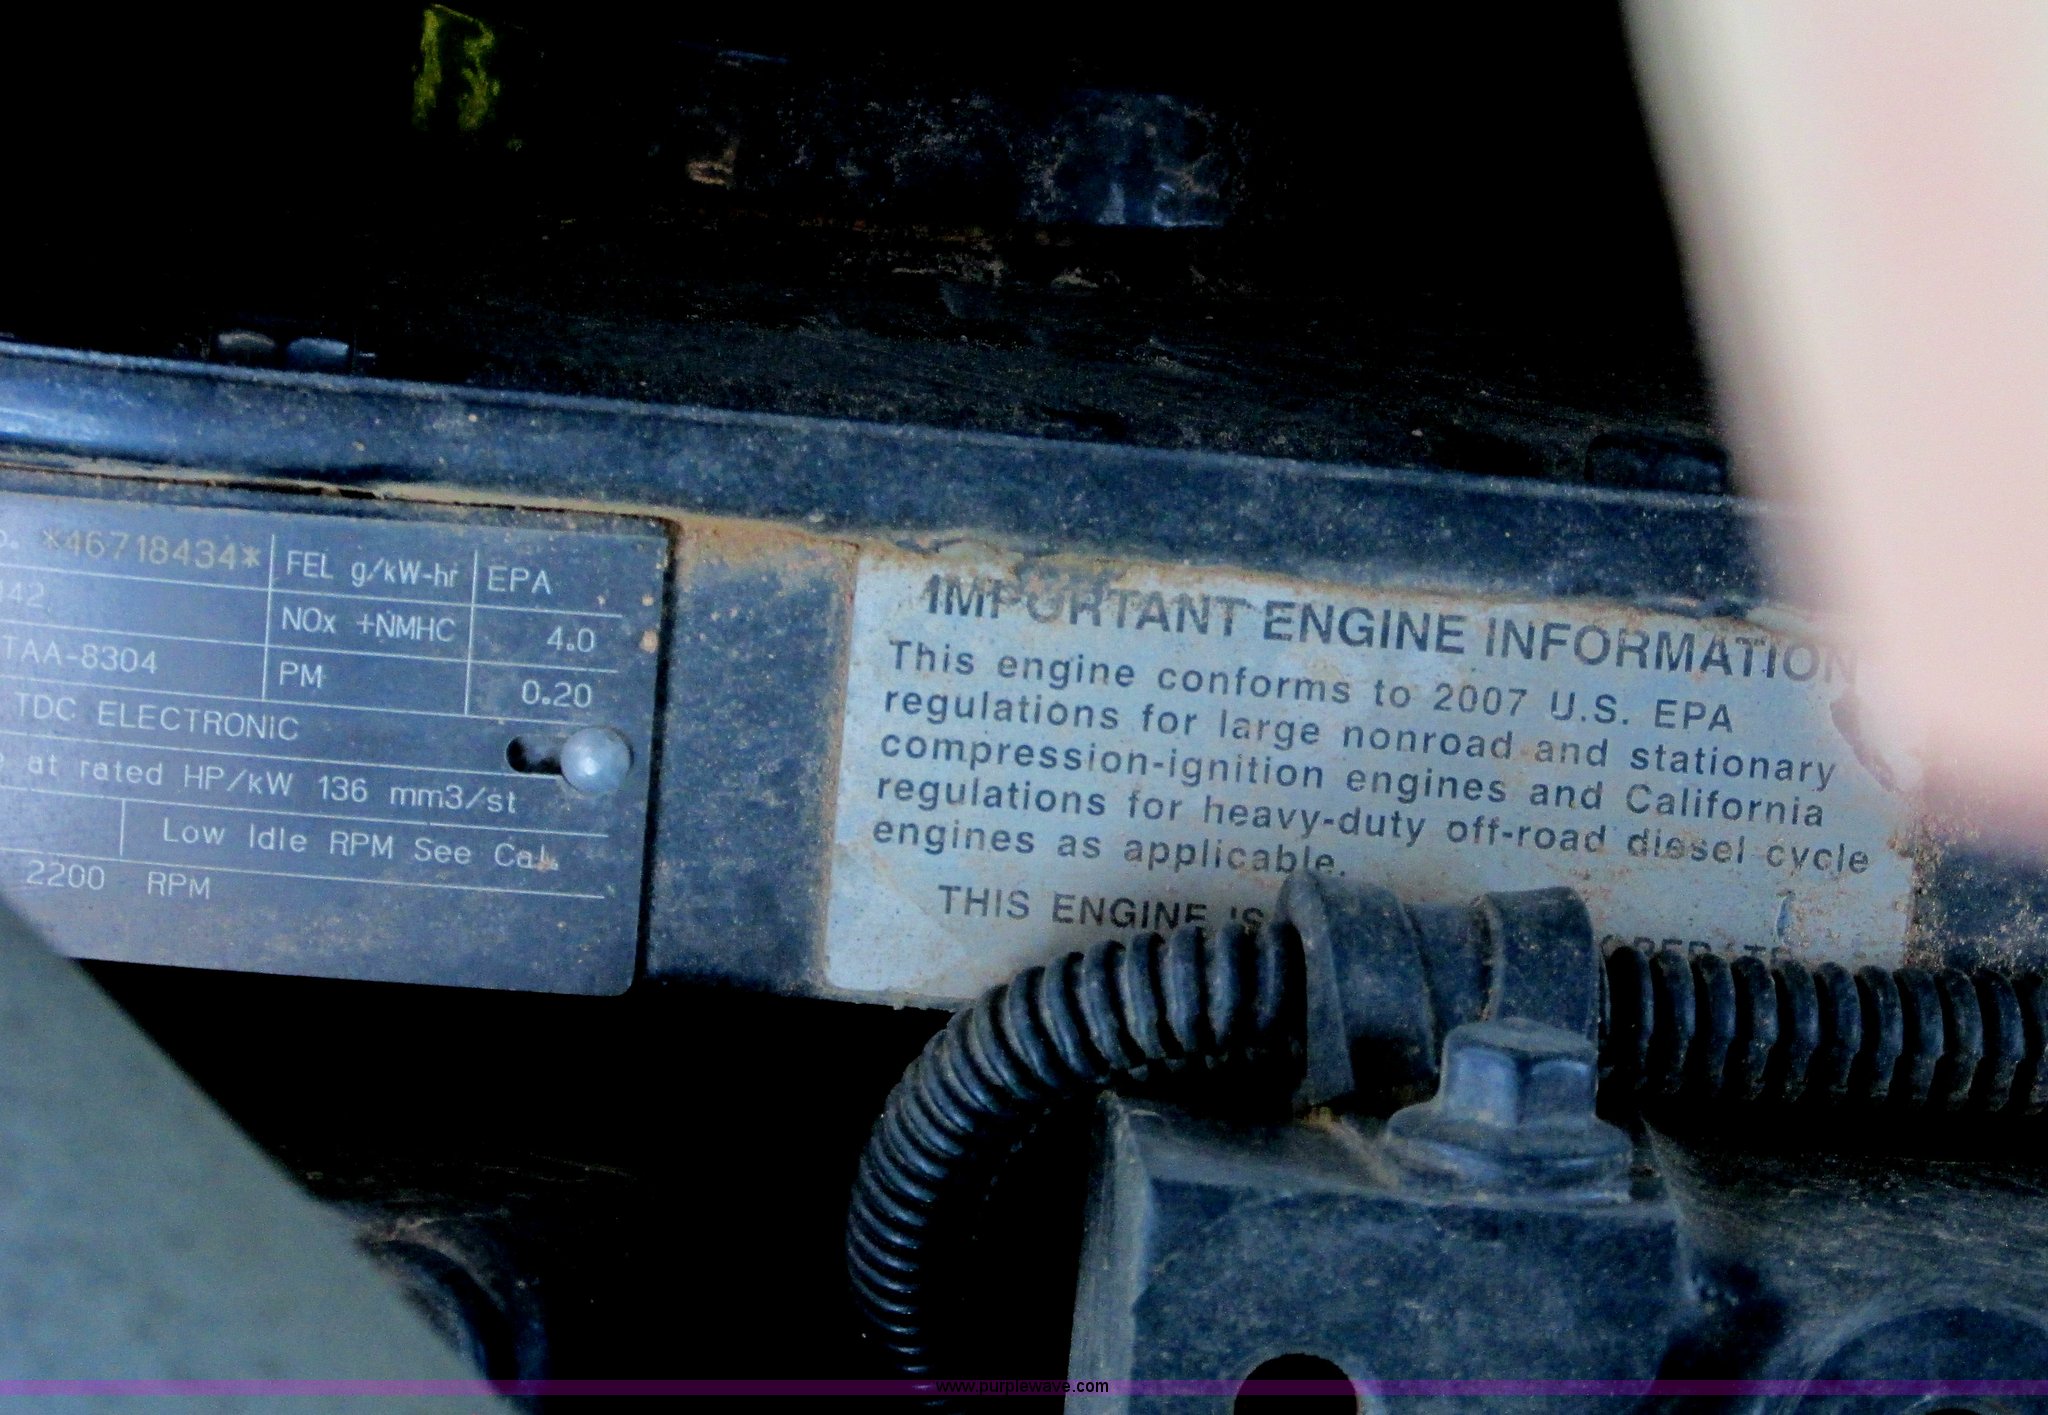 *46718434* FEL g/kW-hr EPA
NOx +NMHC 4.0
TAA-8304 PM 0.20
TDC ELECTRONIC
at rated HP/kW 136 mm3/st
Low Idle RPM See Cal.
2200 RPM
IMPORTANT ENGINE INFORMATION
This engine conforms to 2007 U.S. EPA
regulations for large nonroad and stationary
compression-ignition engines and California
regulations for heavy-duty off-road diesel cycle
engines as applicable.
THIS ENGINE IS
www.purplewave.com